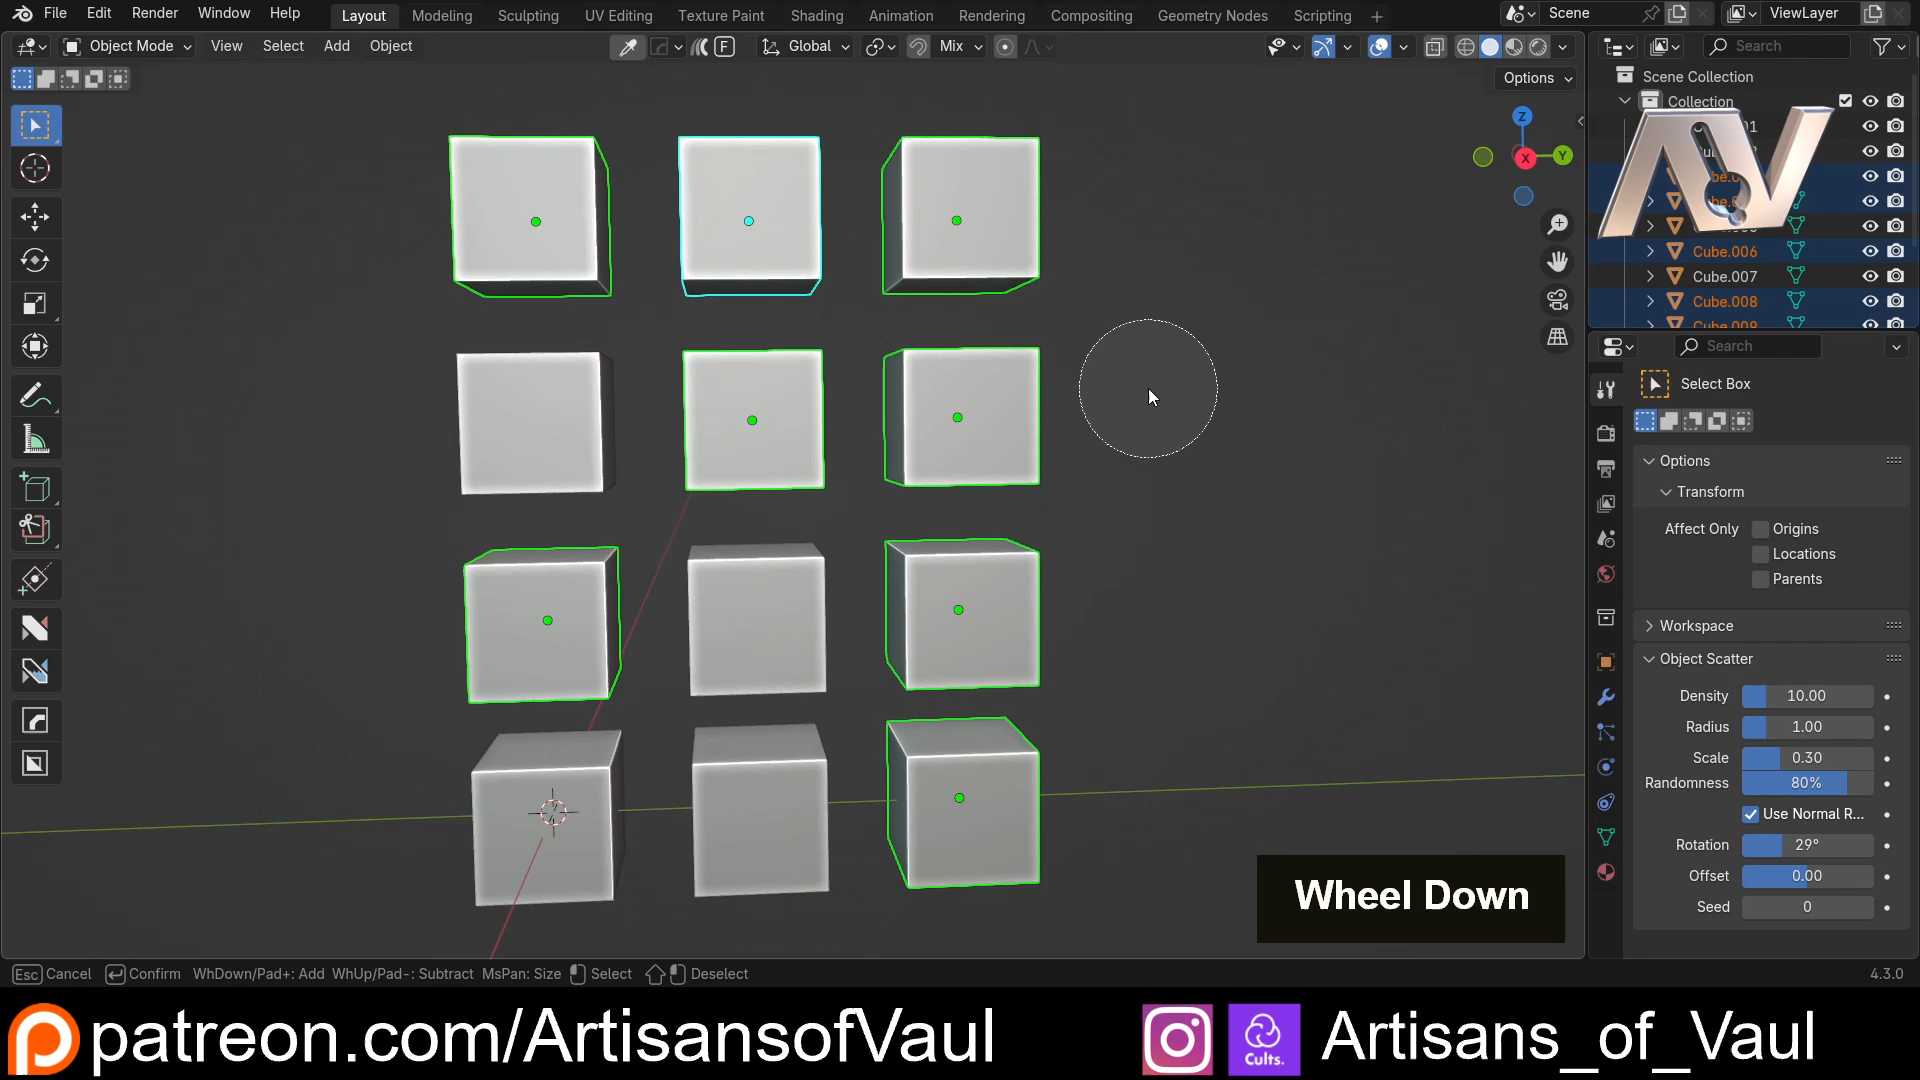 File Edit Render Window Help Layout Modeling Sculpting UV Editing Texture Paint Shading Animation Rendering Compositing Geometry Nodes Scripting + Scene ViewLayer
Object Mode View Select Add Object F Global Mix Search
Options
Scene Collection
Collection
Cube.006
Cube.007
Cube.008
Cube.009
Z
X
Y
Search
Select Box
Options
Transform
Affect Only Origins
Locations
Parents
Workspace
Object Scatter
Density 10.00
Radius 1.00
Scale 0.30
Randomness 80%
Use Normal R...
Rotation 29°
Offset 0.00
Seed 0
Wheel Down
Esc Cancel Confirm WhDown/Pad+: Add WhUp/Pad-: Subtract MsPan: Size Select Deselect 4.3.0
patreon.com/ArtisansofVaul Cults. Artisans_of_Vaul